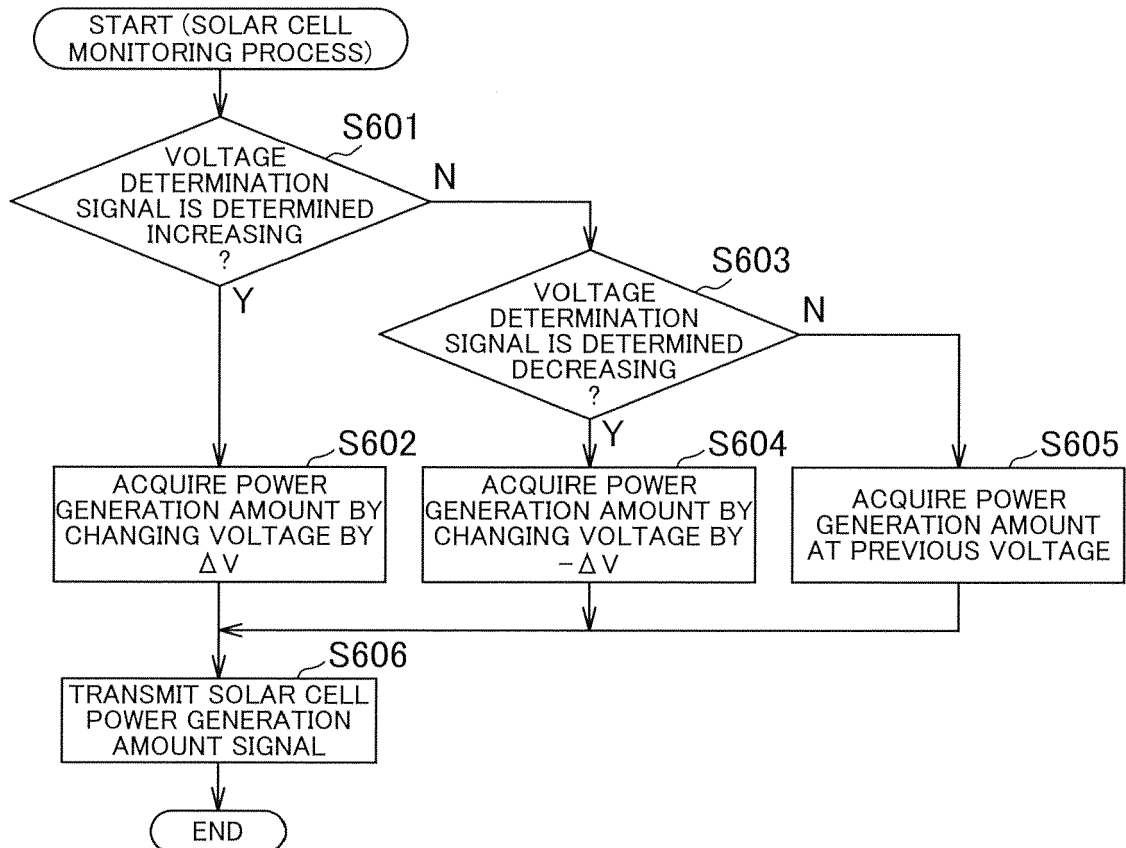 START (SOLAR CELL
MONITORING PROCESS)
S601
VOLTAGE
DETERMINATION
SIGNAL IS DETERMINED
INCREASING
?
N
Y
S603
VOLTAGE
DETERMINATION
SIGNAL IS DETERMINED
DECREASING
?
N
Y
S602
ACQUIRE POWER
GENERATION AMOUNT BY
CHANGING VOLTAGE BY
ΔV
S604
ACQUIRE POWER
GENERATION AMOUNT BY
CHANGING VOLTAGE BY
−ΔV
S605
ACQUIRE POWER
GENERATION AMOUNT
AT PREVIOUS VOLTAGE
S606
TRANSMIT SOLAR CELL
POWER GENERATION
AMOUNT SIGNAL
END